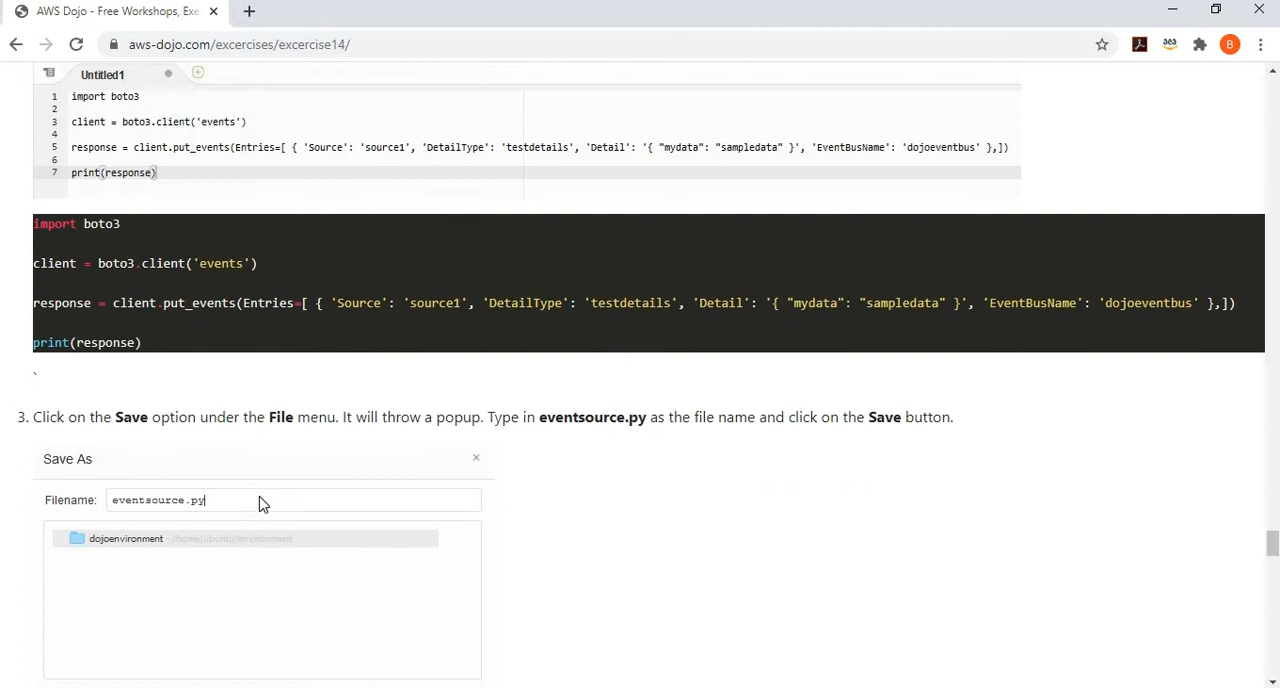 AWS Dojo - Free Workshops, Exe
aws-dojo.com/excercises/excercise14/
B
Untitled1
1 import boto3
2
3 client = boto3.client('events')
4
5 response = client.put_events(Entries=[ { 'Source': 'source1', 'DetailType': 'testdetails', 'Detail': '{ "mydata": "sampledata" }', 'EventBusName': 'dojoeventbus' },])
6
7 print(response)
import boto3
client = boto3.client('events')
response = client.put_events(Entries=[ { 'Source': 'source1', 'DetailType': 'testdetails', 'Detail': '{ "mydata": "sampledata" }', 'EventBusName': 'dojoeventbus' },])
print(response)
`
3. Click on the Save option under the File menu. It will throw a popup. Type in eventsource.py as the file name and click on the Save button.
Save As
Filename: eventsource.py
dojoenvironment - /home/ubuntu/environment